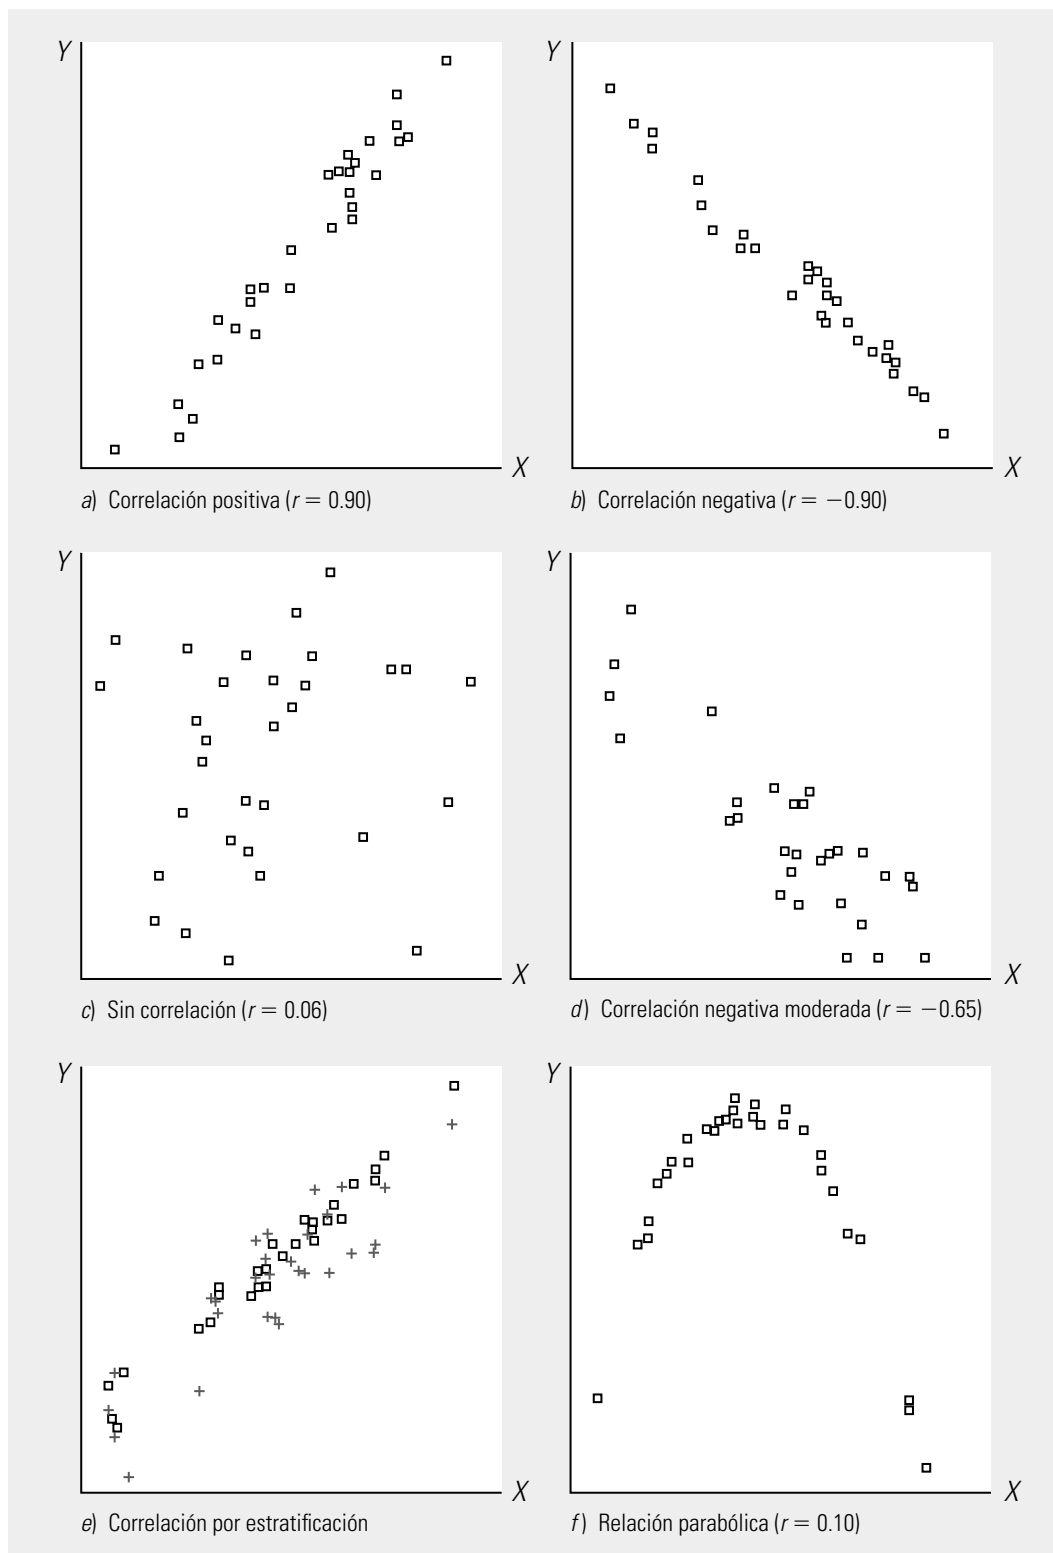 Y
Y
X
X
a) Correlación positiva (r = 0.90)
b) Correlación negativa (r = −0.90)
Y
Y
X
X
c) Sin correlación (r = 0.06)
d) Correlación negativa moderada (r = −0.65)
Y
Y
X
X
e) Correlación por estratificación
f) Relación parabólica (r = 0.10)